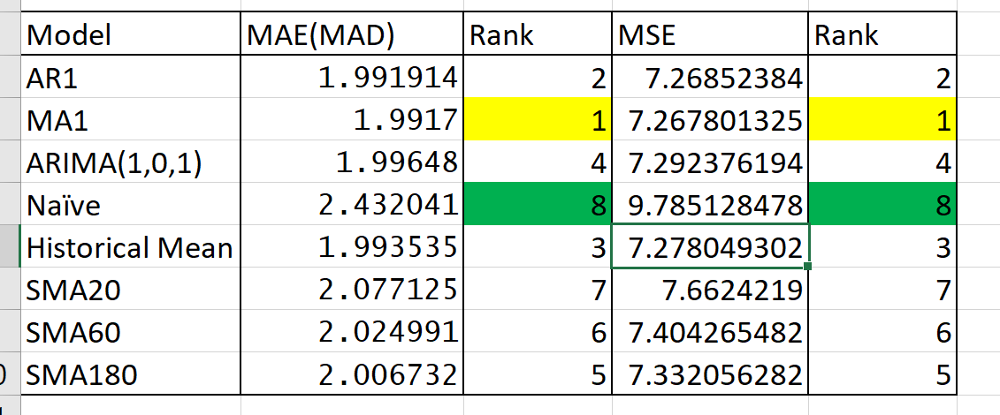 Model MAE(MAD) Rank MSE Rank
AR1 1.991914 2 7.26852384 2
MA1 1.9917 1 7.267801325 1
ARIMA(1,0,1) 1.99648 4 7.292376194 4
Naïve 2.432041 8 9.785128478 8
Historical Mean 1.993535 3 7.278049302 3
SMA20 2.077125 7 7.6624219 7
SMA60 2.024991 6 7.404265482 6
SMA180 2.006732 5 7.332056282 5